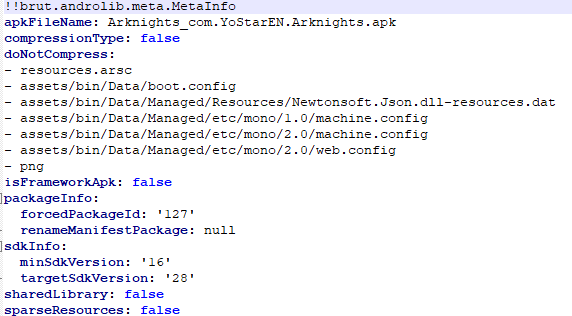 !!brut.androlib.meta.MetaInfo
apkFileName: Arknights_com.YoStarEN.Arknights.apk
compressionType: false
doNotCompress:
- resources.arsc
- assets/bin/Data/boot.config
- assets/bin/Data/Managed/Resources/Newtonsoft.Json.dll-resources.dat
- assets/bin/Data/Managed/etc/mono/1.0/machine.config
- assets/bin/Data/Managed/etc/mono/2.0/machine.config
- assets/bin/Data/Managed/etc/mono/2.0/web.config
- png
isFrameworkApk: false
packageInfo:
  forcedPackageId: '127'
  renameManifestPackage: null
sdkInfo:
  minSdkVersion: '16'
  targetSdkVersion: '28'
sharedLibrary: false
sparseResources: false